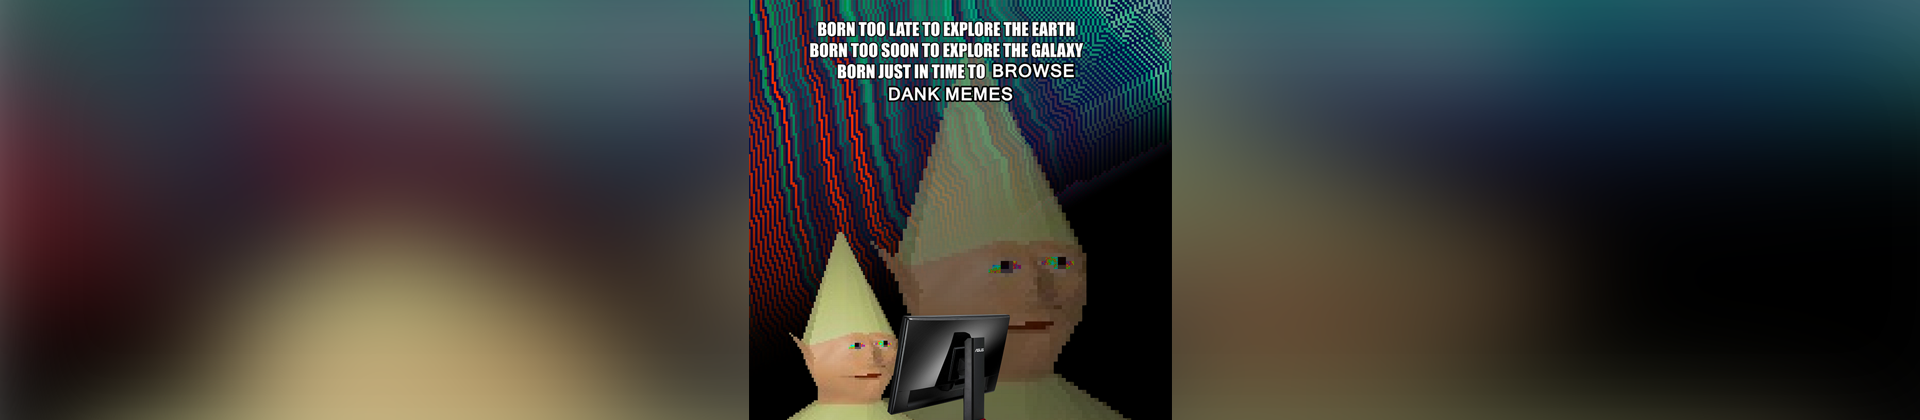 BORN TOO LATE TO EXPLORE THE EARTH
BORN TOO SOON TO EXPLORE THE GALAXY
BORN JUST IN TIME TO BROWSE
DANK MEMES
ASUS